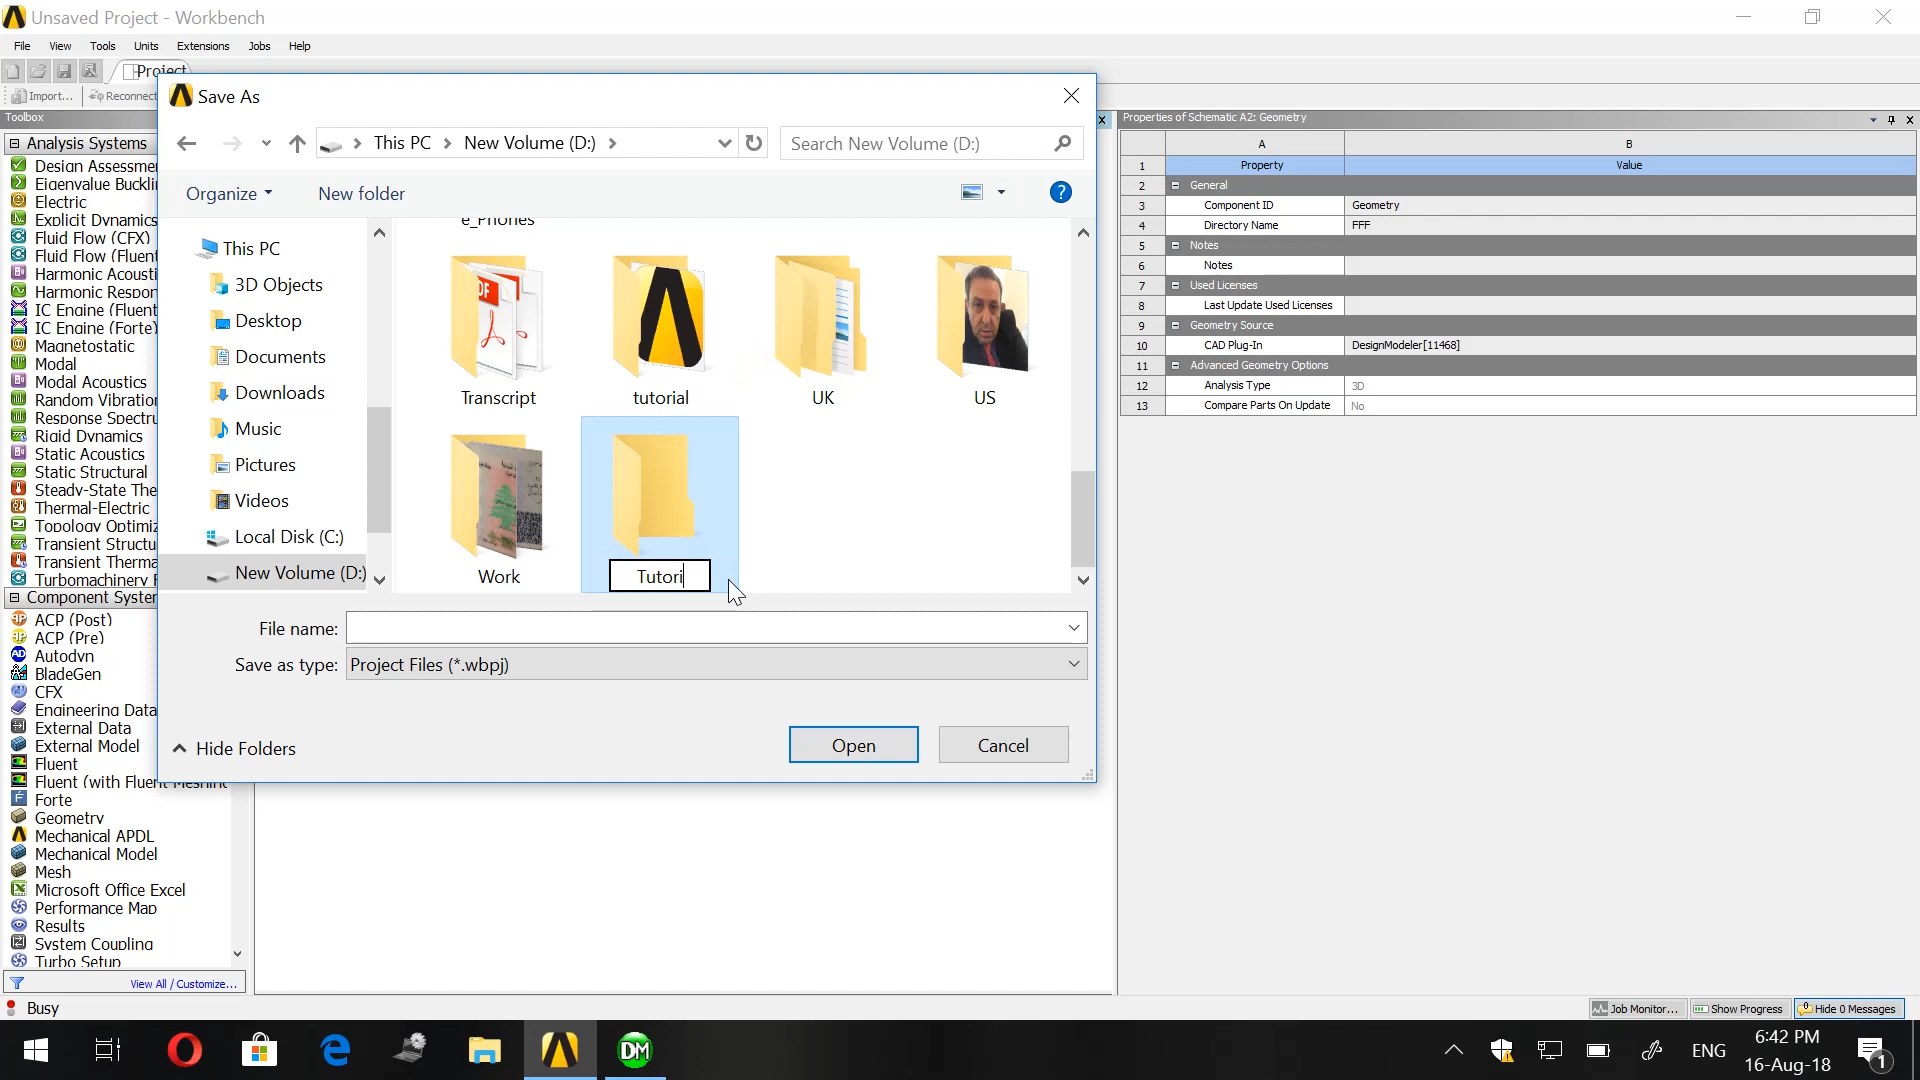 Unsaved Project - Workbench
File View Tools Units Extensions Jobs Help
Project
Import... Reconnect
Toolbox
Analysis Systems
Design Assessme
Eigenvalue Buckli
Electric
Explicit Dynamics
Fluid Flow (CFX)
Fluid Flow (Fluent
Harmonic Acousti
Harmonic Respor
IC Engine (Fluent
IC Engine (Forte)
Magnetostatic
Modal
Modal Acoustics
Random Vibration
Response Spectru
Rigid Dynamics
Static Acoustics
Static Structural
Steady-State The
Thermal-Electric
Topology Optimiz
Transient Structu
Transient Therma
Turbomachinery F
Component System
ACP (Post)
ACP (Pre)
Autodyn
BladeGen
CFX
Engineering Data
External Data
External Model
Fluent
Fluent (with Fluent Meshing
Forte
Geometry
Mechanical APDL
Mechanical Model
Mesh
Microsoft Office Excel
Performance Map
Results
System Coupling
Turbo Setup
View All / Customize...
Save As
This PC New Volume (D:)
Search New Volume (D:)
Organize New folder
This PC
3D Objects
Desktop
Documents
Downloads
Music
Pictures
Videos
Local Disk (C:)
New Volume (D:)
e_Phones
Transcript tutorial UK US
Work Tutori
File name:
Save as type: Project Files (*.wbpj)
Hide Folders
Open Cancel
Properties of Schematic A2: Geometry
A B
1 Property Value
2 General
3 Component ID Geometry
4 Directory Name FFF
5 Notes
6 Notes
7 Used Licenses
8 Last Update Used Licenses
9 Geometry Source
10 CAD Plug-In DesignModeler[11468]
11 Advanced Geometry Options
12 Analysis Type 3D
13 Compare Parts On Update No
Busy
Job Monitor... Show Progress Hide 0 Messages
DM
ENG
6:42 PM
16-Aug-18
1